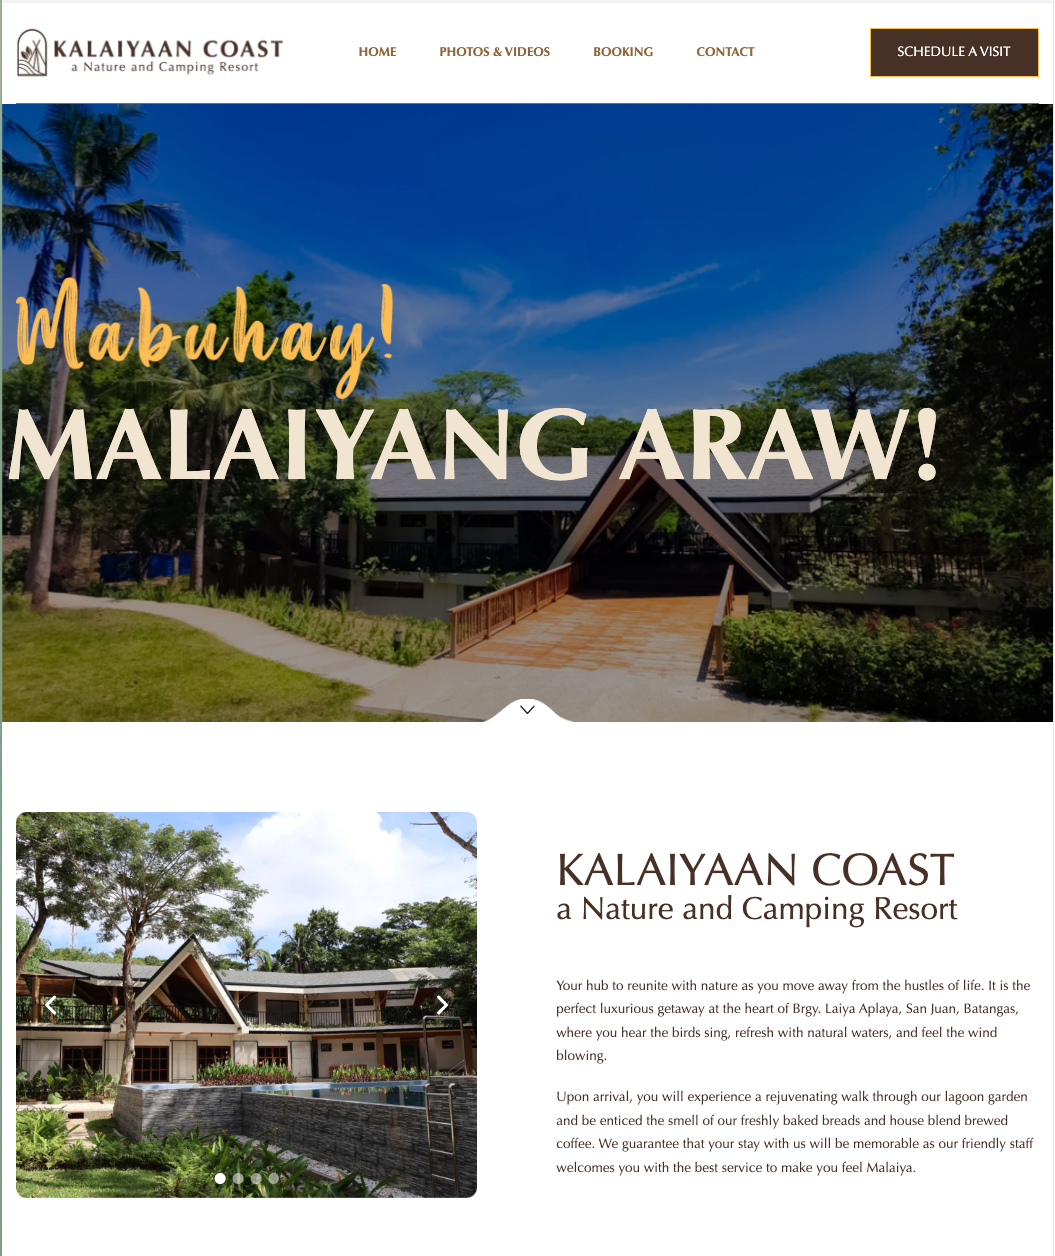 KALAIYAAN COAST
a Nature and Camping Resort
HOME
PHOTOS & VIDEOS
BOOKING
CONTACT
SCHEDULE A VISIT
Mabuhay!
MALAIYANG ARAW!
KALAIYAAN COAST
a Nature and Camping Resort
Your hub to reunite with nature as you move away from the hustles of life. It is the
perfect luxurious getaway at the heart of Brgy. Laiya Aplaya, San Juan, Batangas,
where you hear the birds sing, refresh with natural waters, and feel the wind
blowing.
Upon arrival, you will experience a rejuvenating walk through our lagoon garden
and be enticed the smell of our freshly baked breads and house blend brewed
coffee. We guarantee that your stay with us will be memorable as our friendly staff
welcomes you with the best service to make you feel Malaiya.